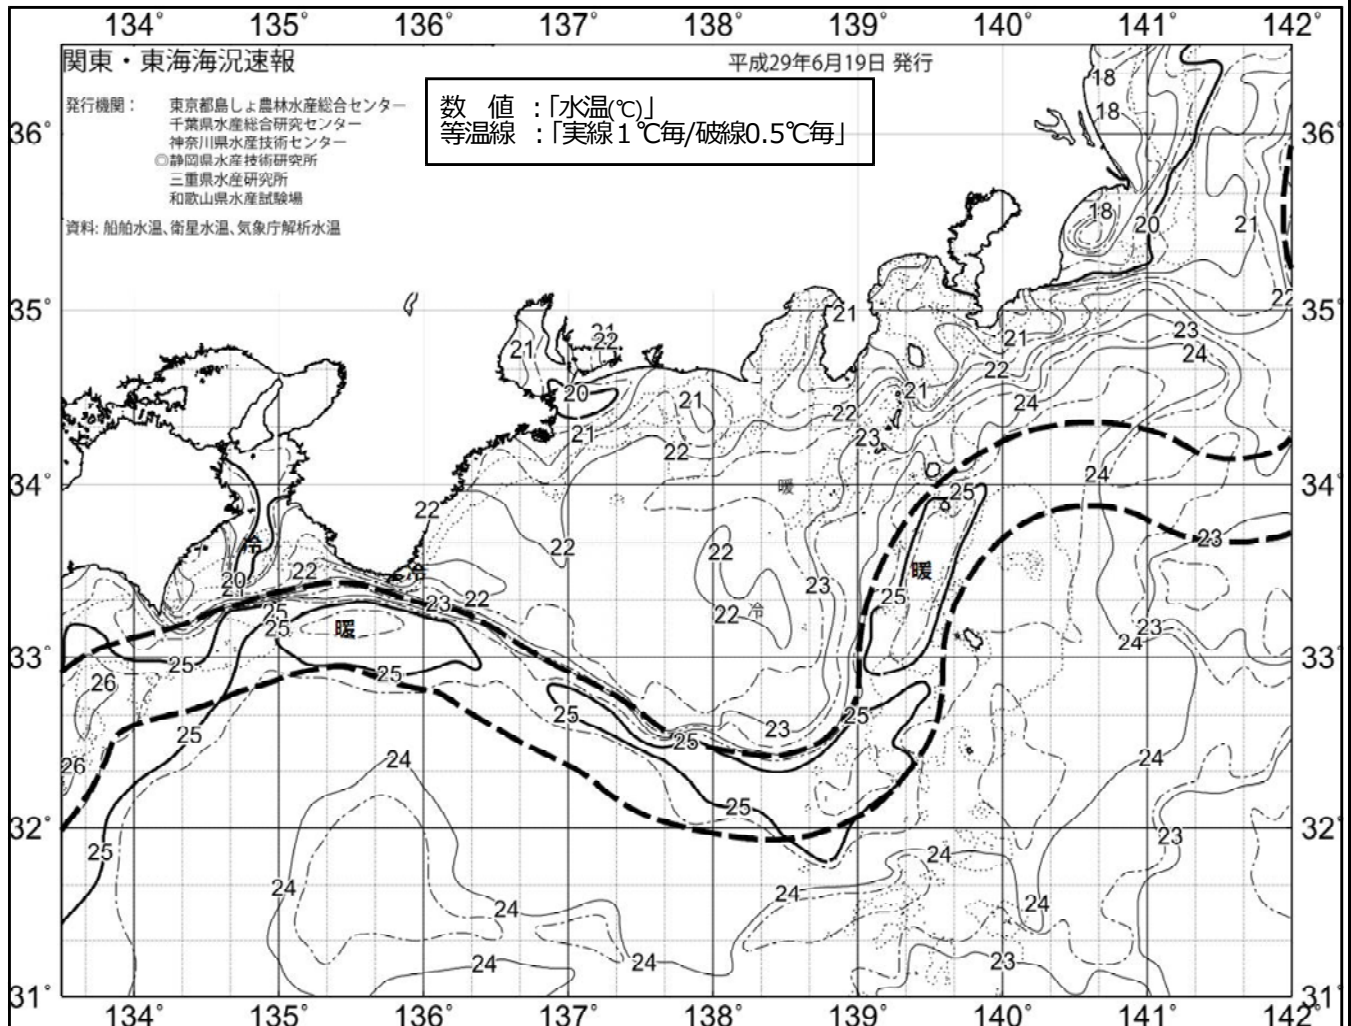 134° 135° 136° 137° 138° 139° 140° 141° 142°
関東・東海海況速報
平成29年6月19日 発行
発行機関： 東京都島しょ農林水産総合センター
千葉県水産総合研究センター
神奈川県水産技術センター
◎静岡県水産技術研究所
三重県水産研究所
和歌山県水産試験場
資料: 船舶水温、衛星水温、気象庁解析水温
数 値 ：「水温(℃)」
等温線 ：「実線１℃毎/破線0.5℃毎」
18
18
36° 36°
18 20 21
35° 21 22 35°
21 21 22 21 23
22 24
20 21 22 21 24
21 22 22 23
34° 暖 25 24 34°
22
冷 22 22 23
20 22 冷 23 暖
21 25 23 22 22 冷 25 23
25 暖 24
33° 25 26 25 33°
25 25 23 25
25 24 24
26 25
32° 32°
25 24 23
24 24 24 24
24 24 23
31° 31°
134° 135° 136° 137° 138° 139° 140° 141° 142°